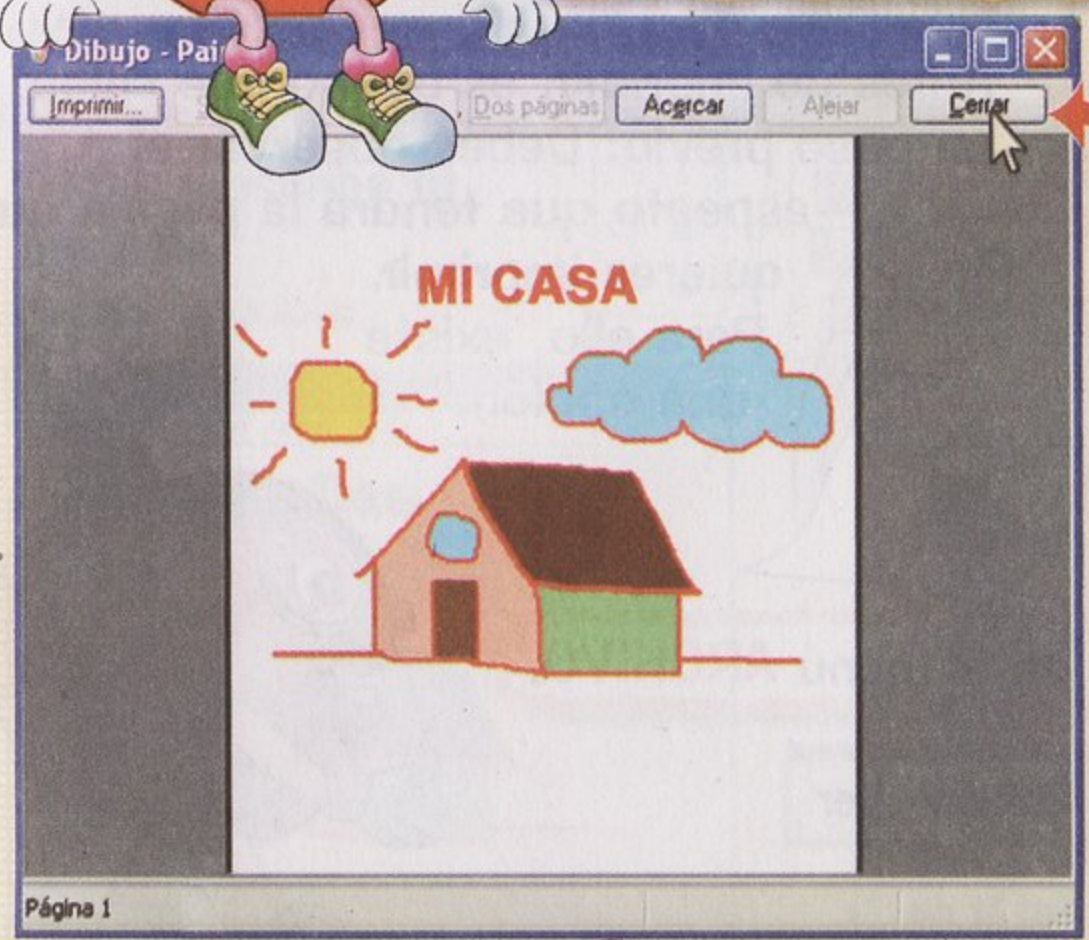 Dibujo - Pai
Imprimir... Dos páginas Acercar Alejar Cerrar
MI CASA
Página 1